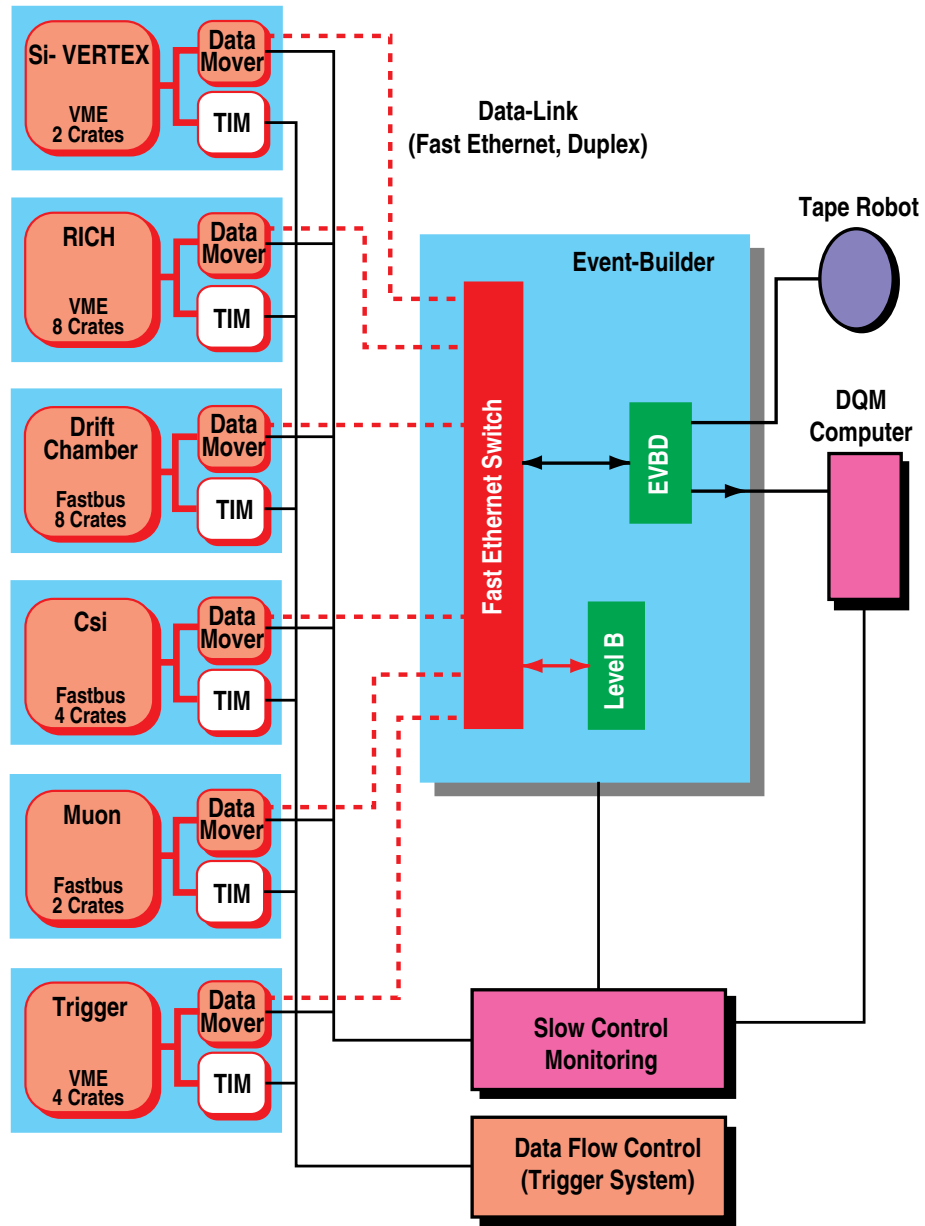 Si- VERTEX
VME
2 Crates
Data
Mover
TIM
RICH
VME
8 Crates
Data
Mover
TIM
Drift
Chamber
Fastbus
8 Crates
Data
Mover
TIM
Csi
Fastbus
4 Crates
Data
Mover
TIM
Muon
Fastbus
2 Crates
Data
Mover
TIM
Trigger
VME
4 Crates
Data
Mover
TIM
Data-Link
(Fast Ethernet, Duplex)
Event-Builder
Fast Ethernet Switch
EVBD
Level B
Tape Robot
DQM
Computer
Slow Control
Monitoring
Data Flow Control
(Trigger System)